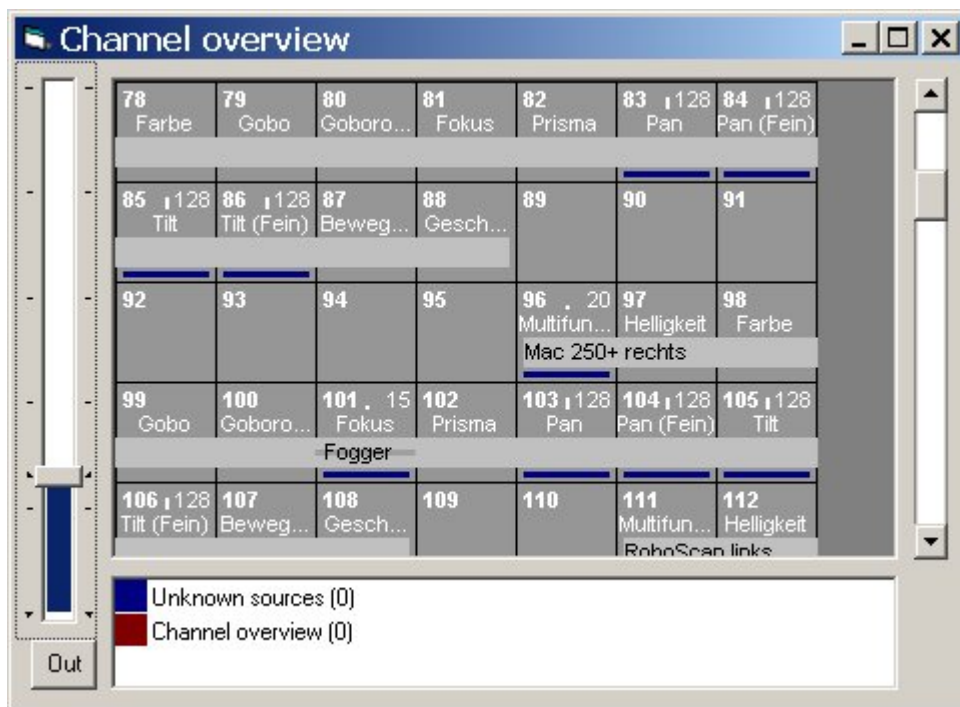 Channel overview
78 79 80 81 82 83 128 84 128
Farbe Gobo Goboro... Fokus Prisma Pan Pan (Fein)
85 128 86 128 87 88 89 90 91
Tilt Tilt (Fein) Beweg... Gesch...
92 93 94 95 96 20 97 98
Multifun... Helligkeit Farbe
Mac 250+ rechts
99 100 101 15 102 103 128 104 128 105 128
Gobo Goboro... Fokus Prisma Pan Pan (Fein) Tilt
Fogger
106 128 107 108 109 110 111 112
Tilt (Fein) Beweg... Gesch... Multifun... Helligkeit
RoboScan links
Unknown sources (0)
Channel overview (0)
Out